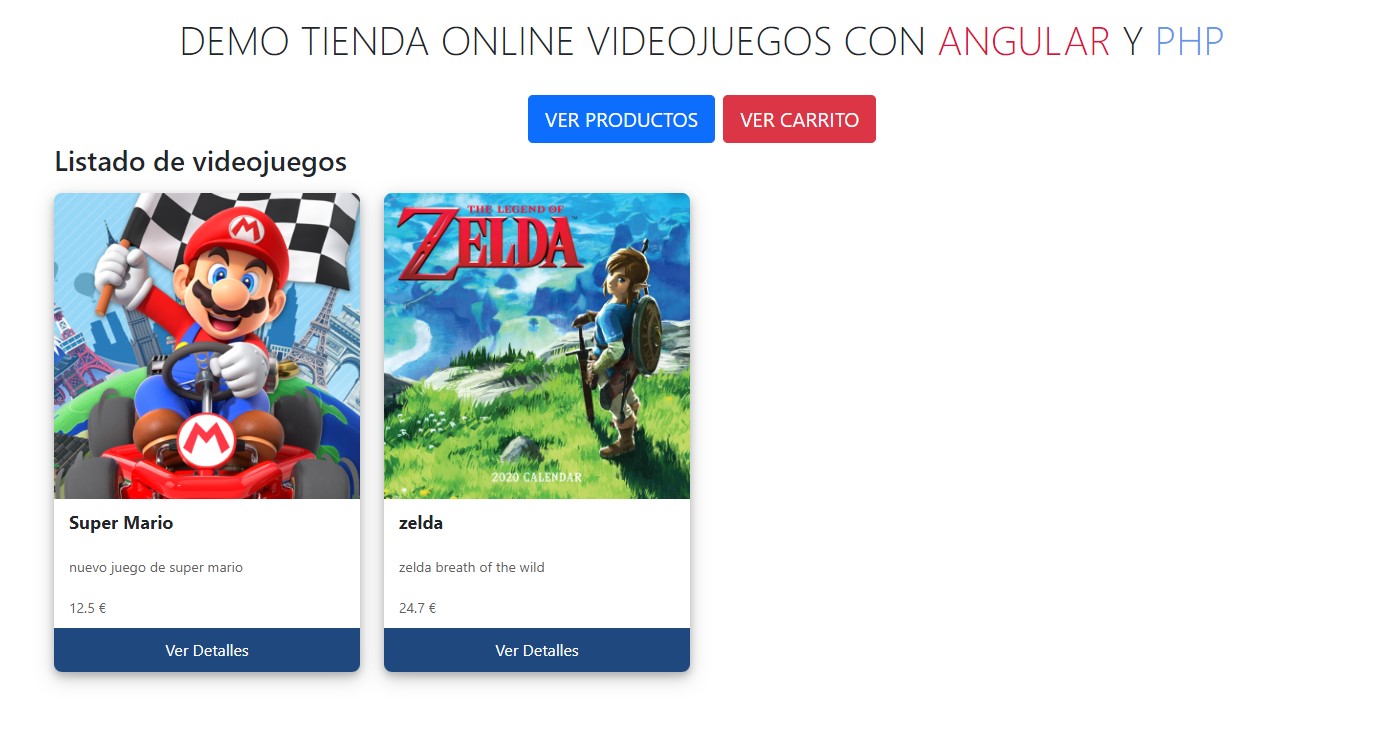 DEMO TIENDA ONLINE VIDEOJUEGOS CON ANGULAR Y PHP
VER PRODUCTOS
VER CARRITO
Listado de videojuegos
M
M
THE LEGEND OF
ZELDA
2020 CALENDAR
Super Mario
nuevo juego de super mario
12.5 €
Ver Detalles
zelda
zelda breath of the wild
24.7 €
Ver Detalles